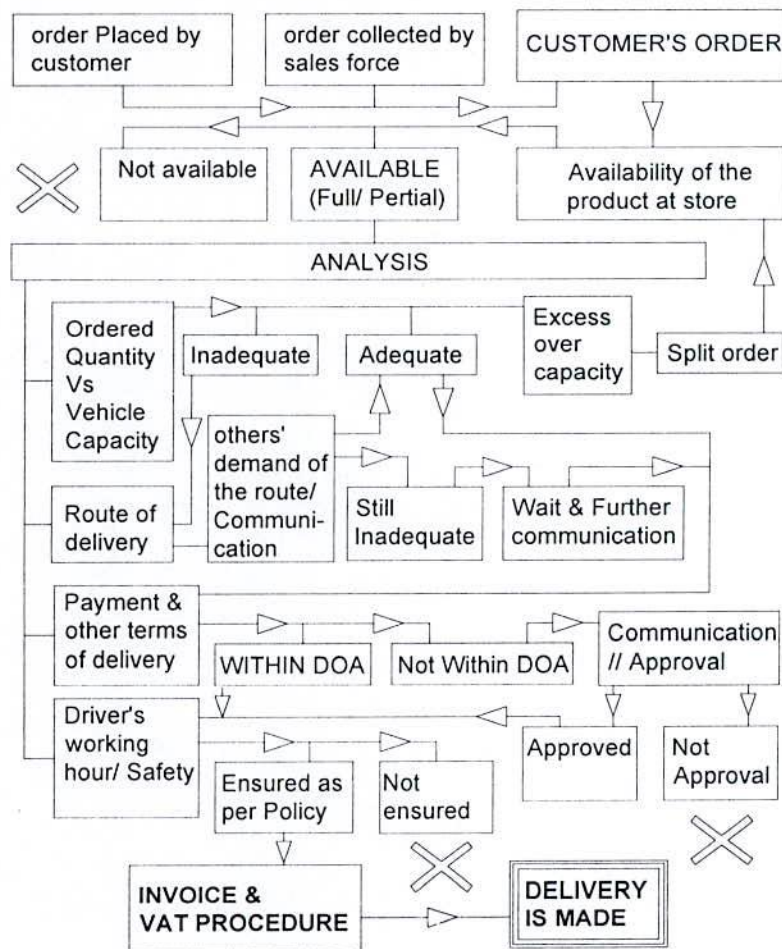 order Placed by
customer
order collected by
sales force
CUSTOMER'S ORDER
Not available
AVAILABLE
(Full/ Pertial)
Availability of the
product at store
ANALYSIS
Ordered
Quantity
Vs
Vehicle
Capacity
Inadequate
Adequate
Excess
over
capacity
Split order
others'
demand of
the route/
Communi-
cation
Route of
delivery
Still
Inadequate
Wait & Further
communication
Payment &
other terms
of delivery
WITHIN DOA
Not Within DOA
Communication
// Approval
Driver's
working
hour/ Safety
Ensured as
per Policy
Not
ensured
Approved
Not
Approval
INVOICE &
VAT PROCEDURE
DELIVERY
IS MADE